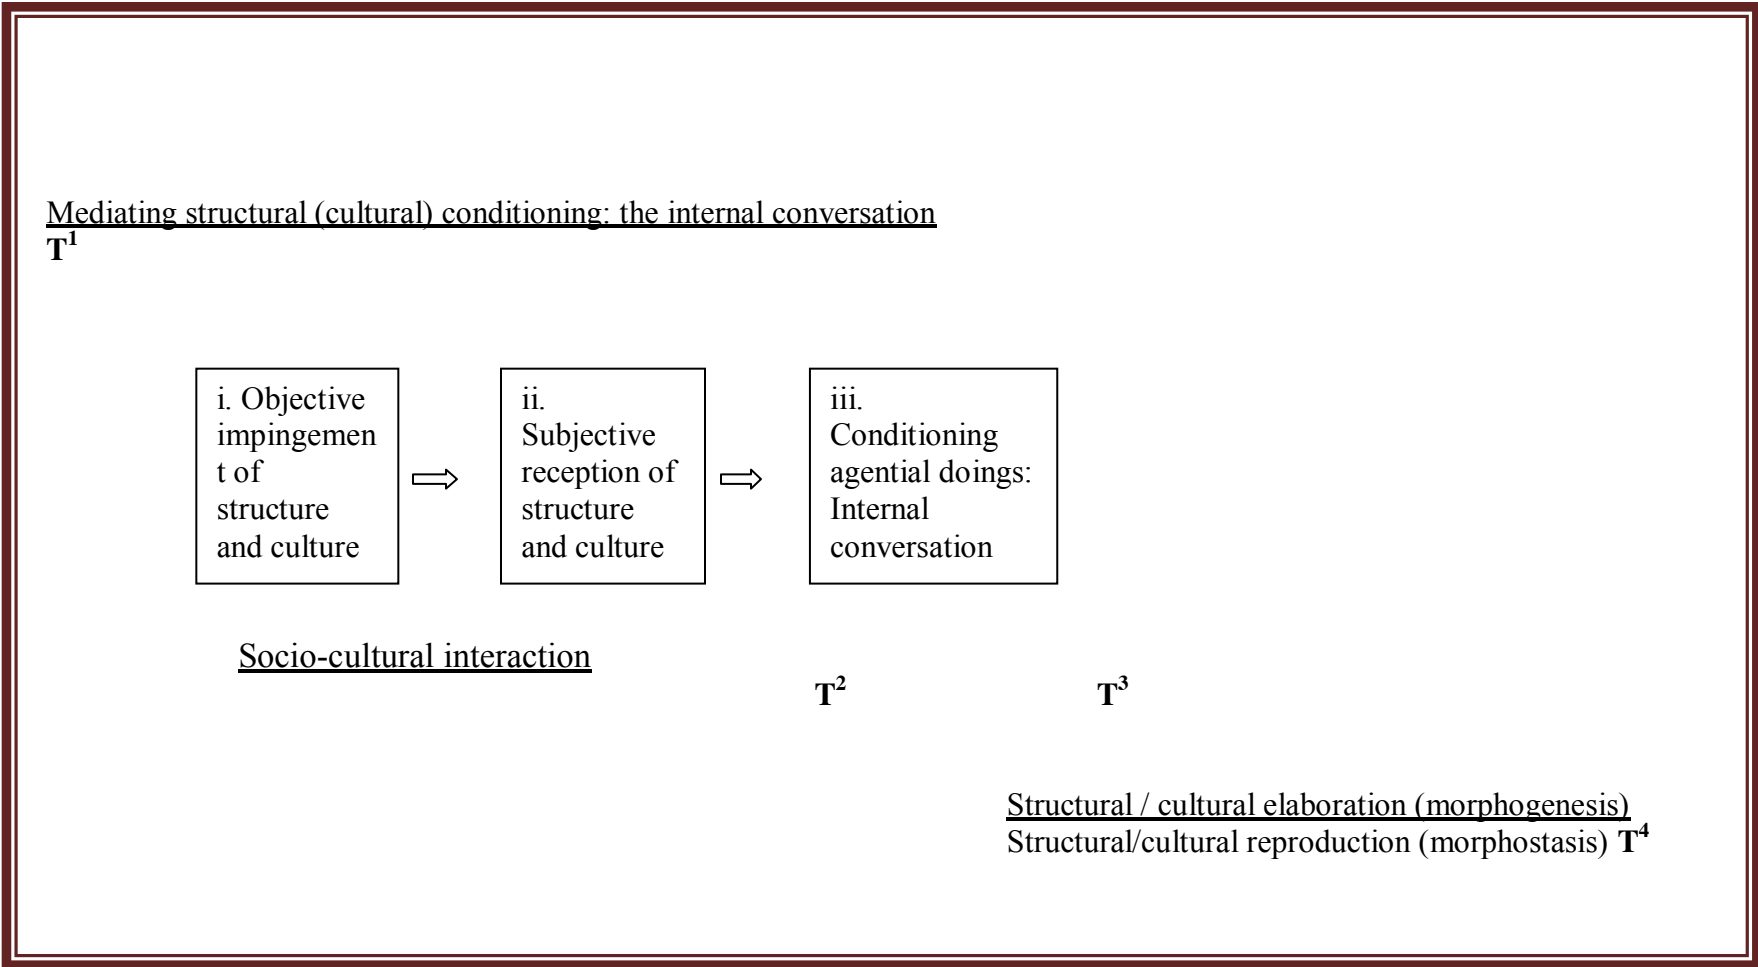 Mediating structural (cultural) conditioning: the internal conversation
T¹
i. Objective
impingemen
t of
structure
and culture
ii.
Subjective
reception of
structure
and culture
iii.
Conditioning
agential doings:
Internal
conversation
Socio-cultural interaction
T² T³
Structural / cultural elaboration (morphogenesis)
Structural/cultural reproduction (morphostasis) T⁴